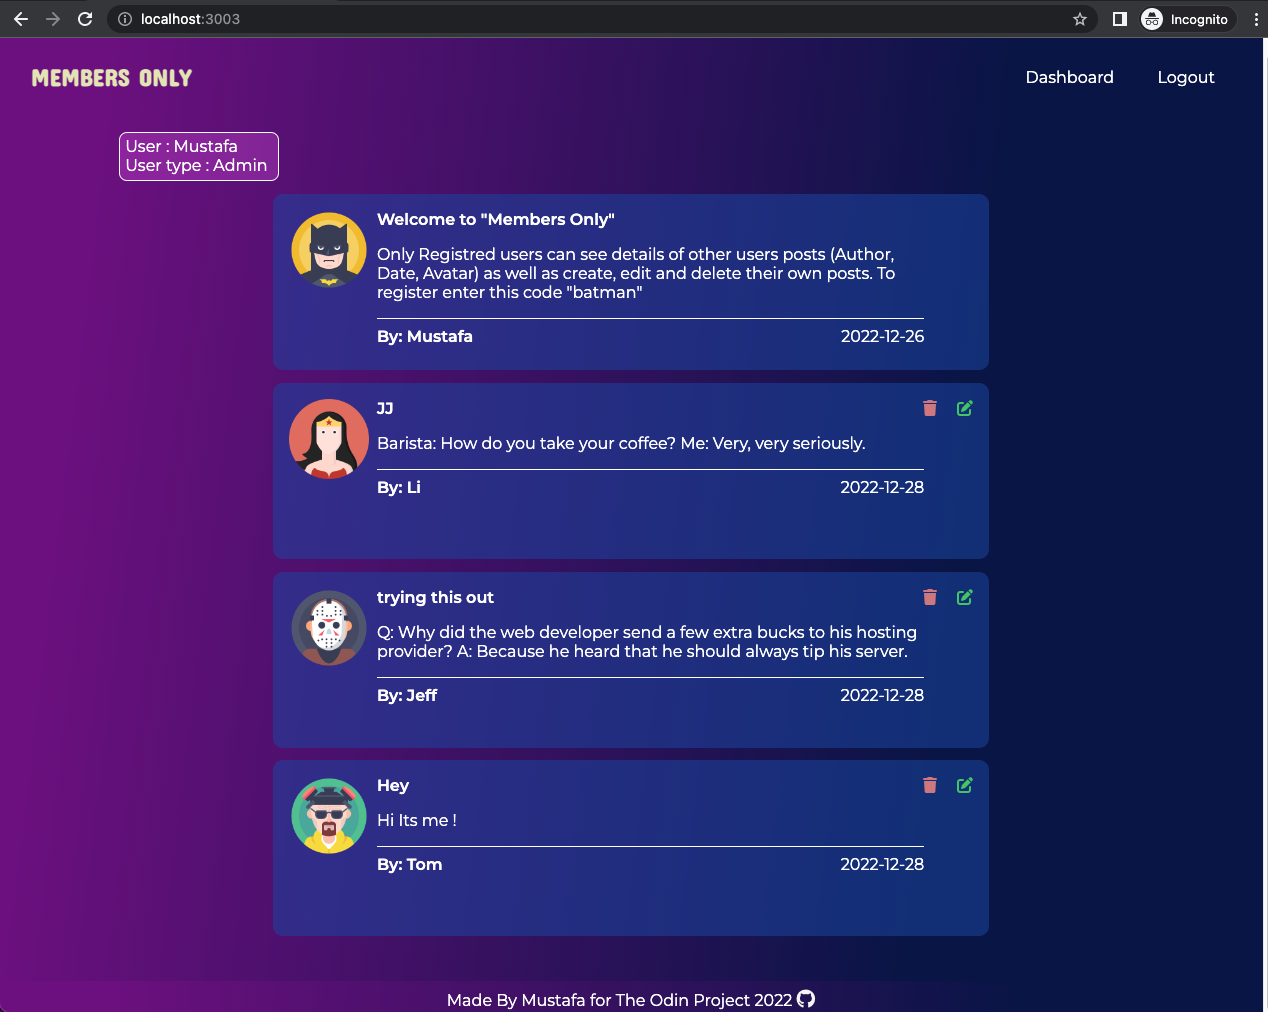 localhost:3003
Incognito
MEMBERS ONLY
Dashboard
Logout
User : Mustafa
User type : Admin
Welcome to "Members Only"
Only Registred users can see details of other users posts (Author,
Date, Avatar) as well as create, edit and delete their own posts. To
register enter this code "batman"
By: Mustafa
2022-12-26
JJ
Barista: How do you take your coffee? Me: Very, very seriously.
By: Li
2022-12-28
trying this out
Q: Why did the web developer send a few extra bucks to his hosting
provider? A: Because he heard that he should always tip his server.
By: Jeff
2022-12-28
Hey
Hi Its me !
By: Tom
2022-12-28
Made By Mustafa for The Odin Project 2022